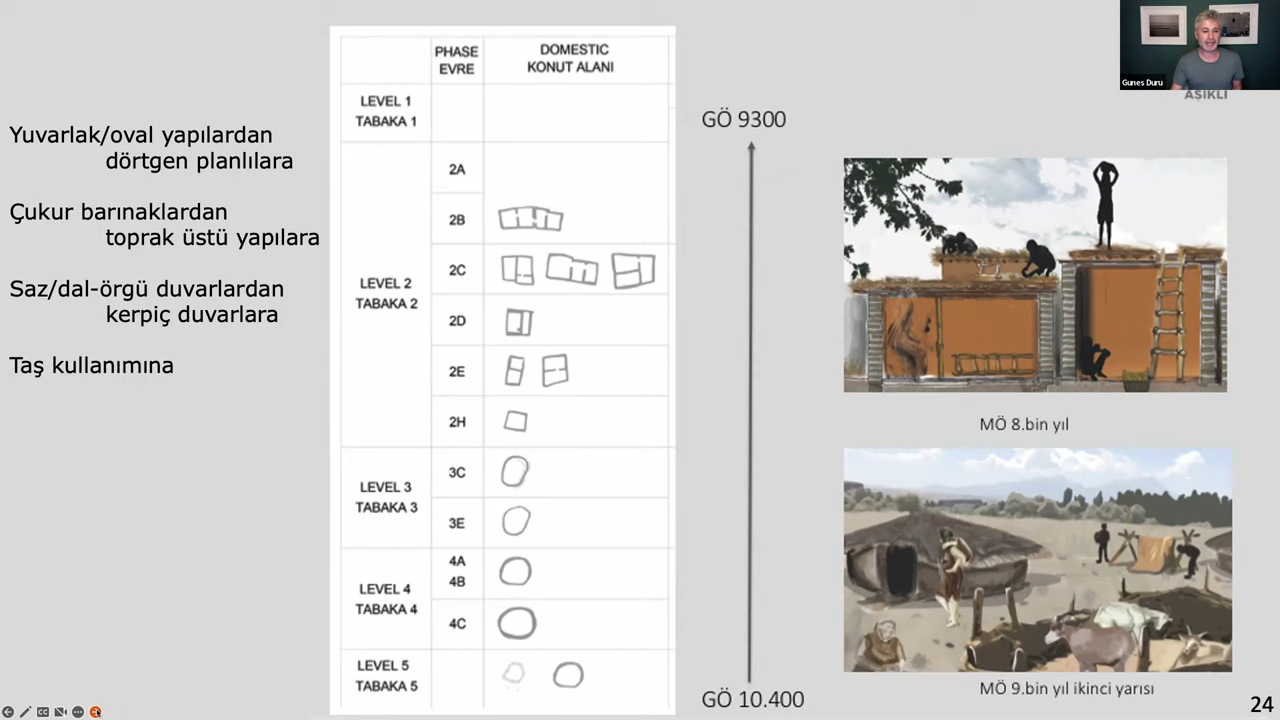 Yuvarlak/oval yapılardan
dörtgen planlılara
Çukur barınaklardan
toprak üstü yapılara
Saz/dal-örgü duvarlardan
kerpiç duvarlara
Taş kullanımına
PHASE
EVRE
DOMESTIC
KONUT ALANI
LEVEL 1
TABAKA 1
LEVEL 2
TABAKA 2
2A
2B
2C
2D
2E
2H
LEVEL 3
TABAKA 3
3C
3E
LEVEL 4
TABAKA 4
4A
4B
4C
LEVEL 5
TABAKA 5
GÖ 9300
GÖ 10.400
Gunes Duru
AŞIKLI
MÖ 8.bin yıl
MÖ 9.bin yıl ikinci yarısı
24